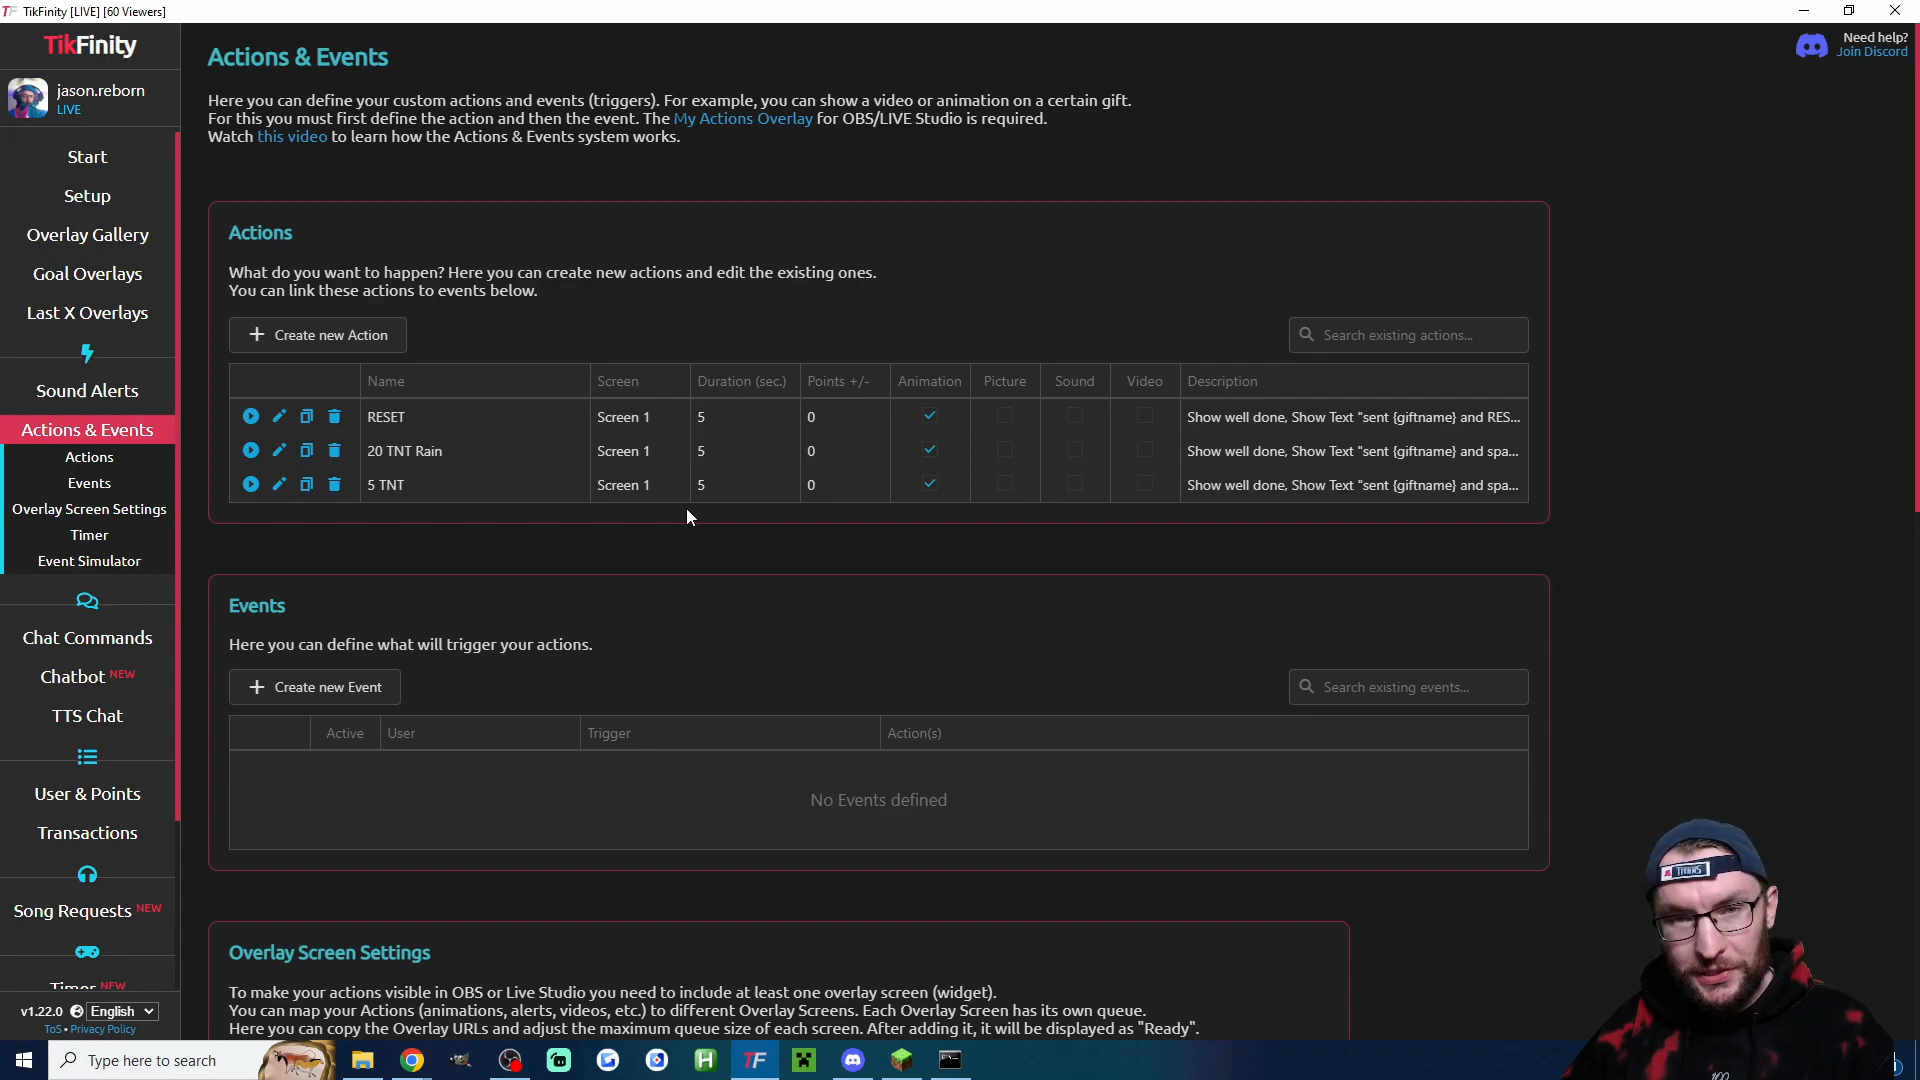 TikFinity [LIVE] [60 Viewers]
TikFinity
jason.reborn
LIVE
Start
Setup
Overlay Gallery
Goal Overlays
Last X Overlays
Sound Alerts
Actions & Events
Actions
Events
Overlay Screen Settings
Timer
Event Simulator
Chat Commands
Chatbot NEW
TTS Chat
User & Points
Transactions
Song Requests NEW
Timer NEW
v1.22.0 English
ToS • Privacy Policy
Need help?
Join Discord
Actions & Events
Here you can define your custom actions and events (triggers). For example, you can show a video or animation on a certain gift.
For this you must first define the action and then the event. The My Actions Overlay for OBS/LIVE Studio is required.
Watch this video to learn how the Actions & Events system works.
Actions
What do you want to happen? Here you can create new actions and edit the existing ones.
You can link these actions to events below.
+ Create new Action
Search existing actions...
Name Screen Duration (sec.) Points +/- Animation Picture Sound Video Description
RESET Screen 1 5 0 Show well done, Show Text "sent {giftname} and RES...
20 TNT Rain Screen 1 5 0 Show well done, Show Text "sent {giftname} and spa...
5 TNT Screen 1 5 0 Show well done, Show Text "sent {giftname} and spa...
Events
Here you can define what will trigger your actions.
+ Create new Event
Search existing events...
Active User Trigger Action(s)
No Events defined
Overlay Screen Settings
To make your actions visible in OBS or Live Studio you need to include at least one overlay screen (widget).
You can map your Actions (animations, alerts, videos, etc.) to different Overlay Screens. Each Overlay Screen has its own queue.
Here you can copy the Overlay URLs and adjust the maximum queue size of each screen. After adding it, it will be displayed as "Ready".
Type here to search
H
TF
TITANS
100